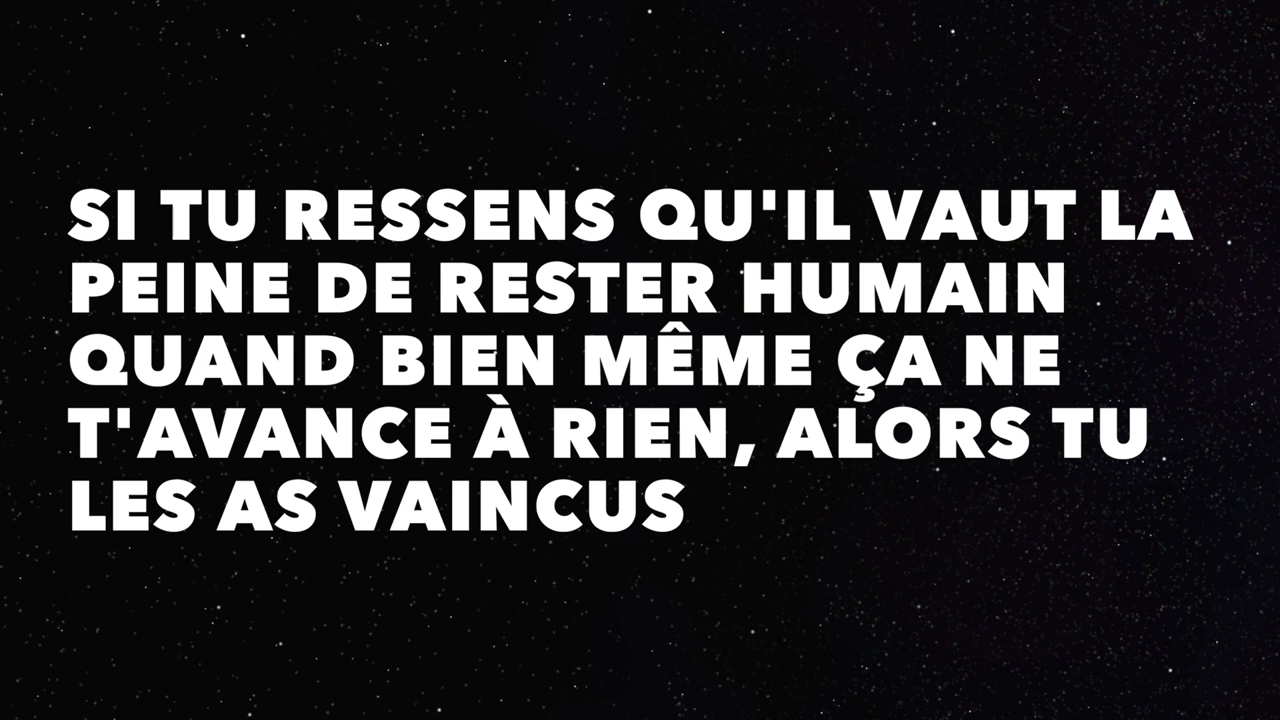 SI TU RESSENS QU'IL VAUT LA
PEINE DE RESTER HUMAIN
QUAND BIEN MÊME ÇA NE
T'AVANCE À RIEN, ALORS TU
LES AS VAINCUS